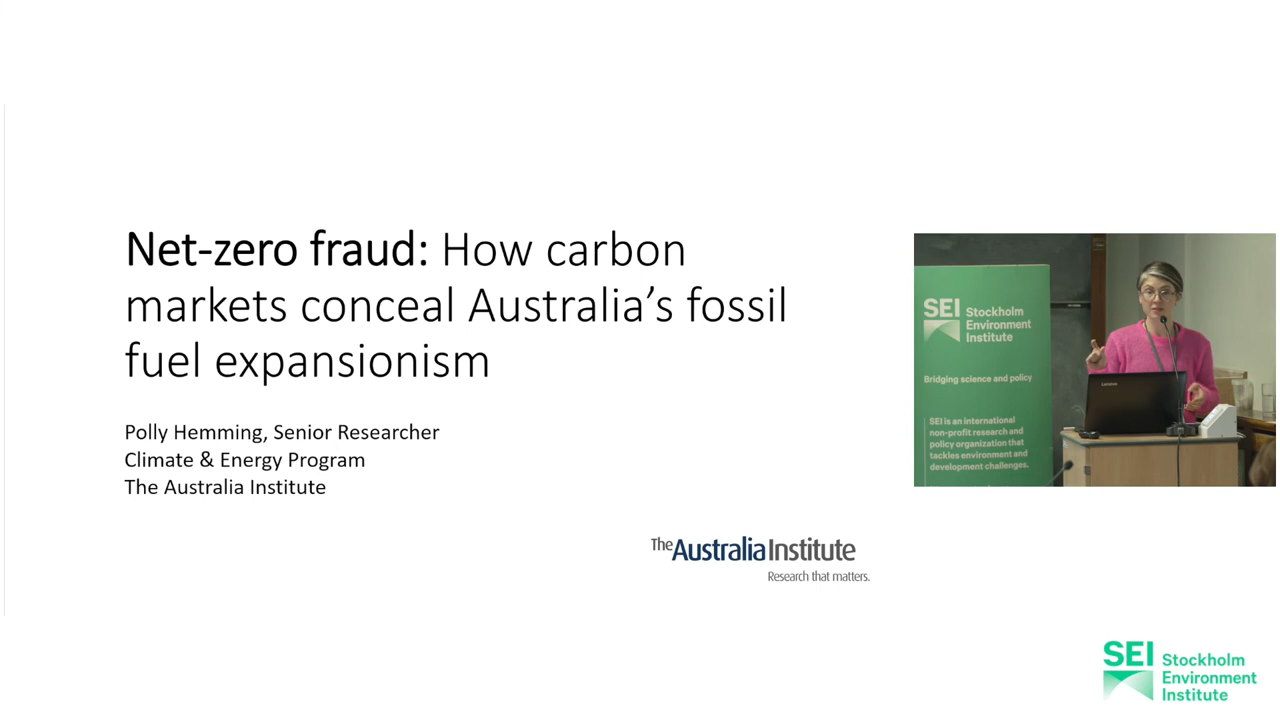 Net-zero fraud: How carbon
markets conceal Australia's fossil
fuel expansionism
Polly Hemming, Senior Researcher
Climate & Energy Program
The Australia Institute
The Australia Institute
Research that matters.
SEI Stockholm
Environment
Institute
Bridging science and policy
SEI is an international
non-profit research and
policy organization that
tackles environment and
development challenges.
Lenovo
SEI Stockholm
Environment
Institute